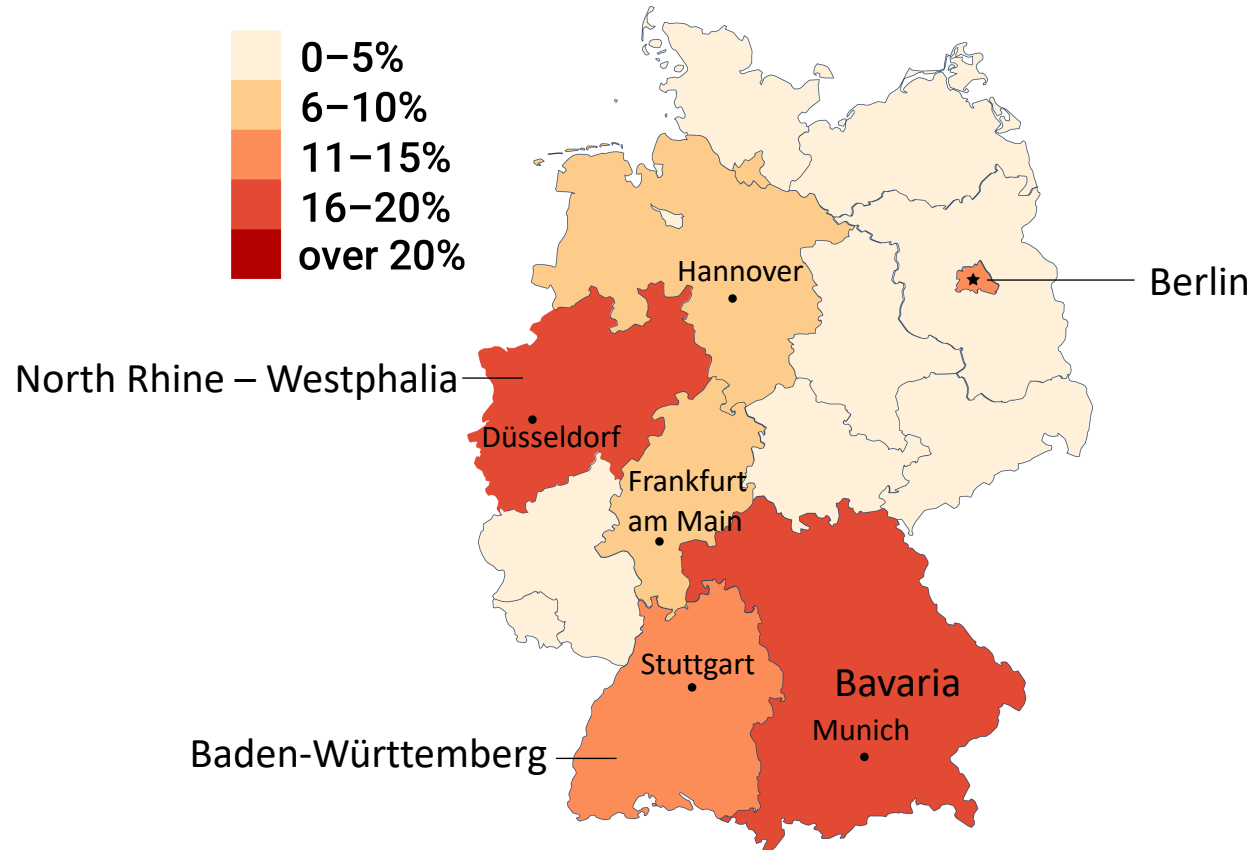 0–5%
6–10%
11–15%
16–20%
over 20%
Hannover
Berlin
North Rhine – Westphalia
Düsseldorf
Frankfurt
am Main
Stuttgart
Bavaria
Munich
Baden-Württemberg